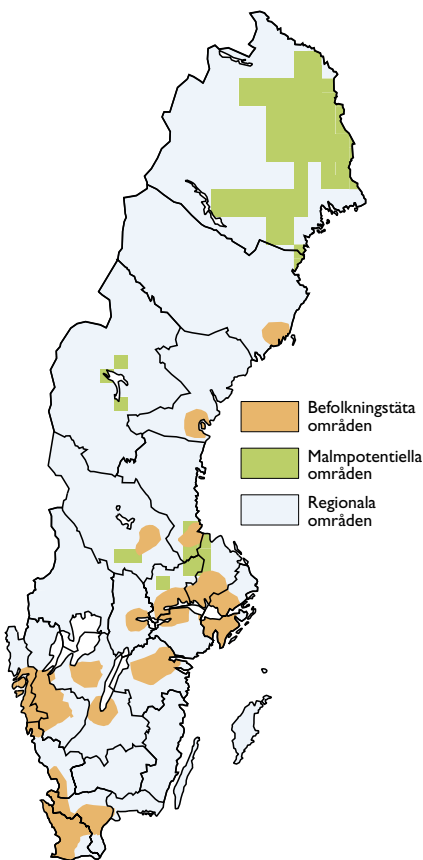 Befolkningstäta
områden
Malmpotentiella
områden
Regionala
områden